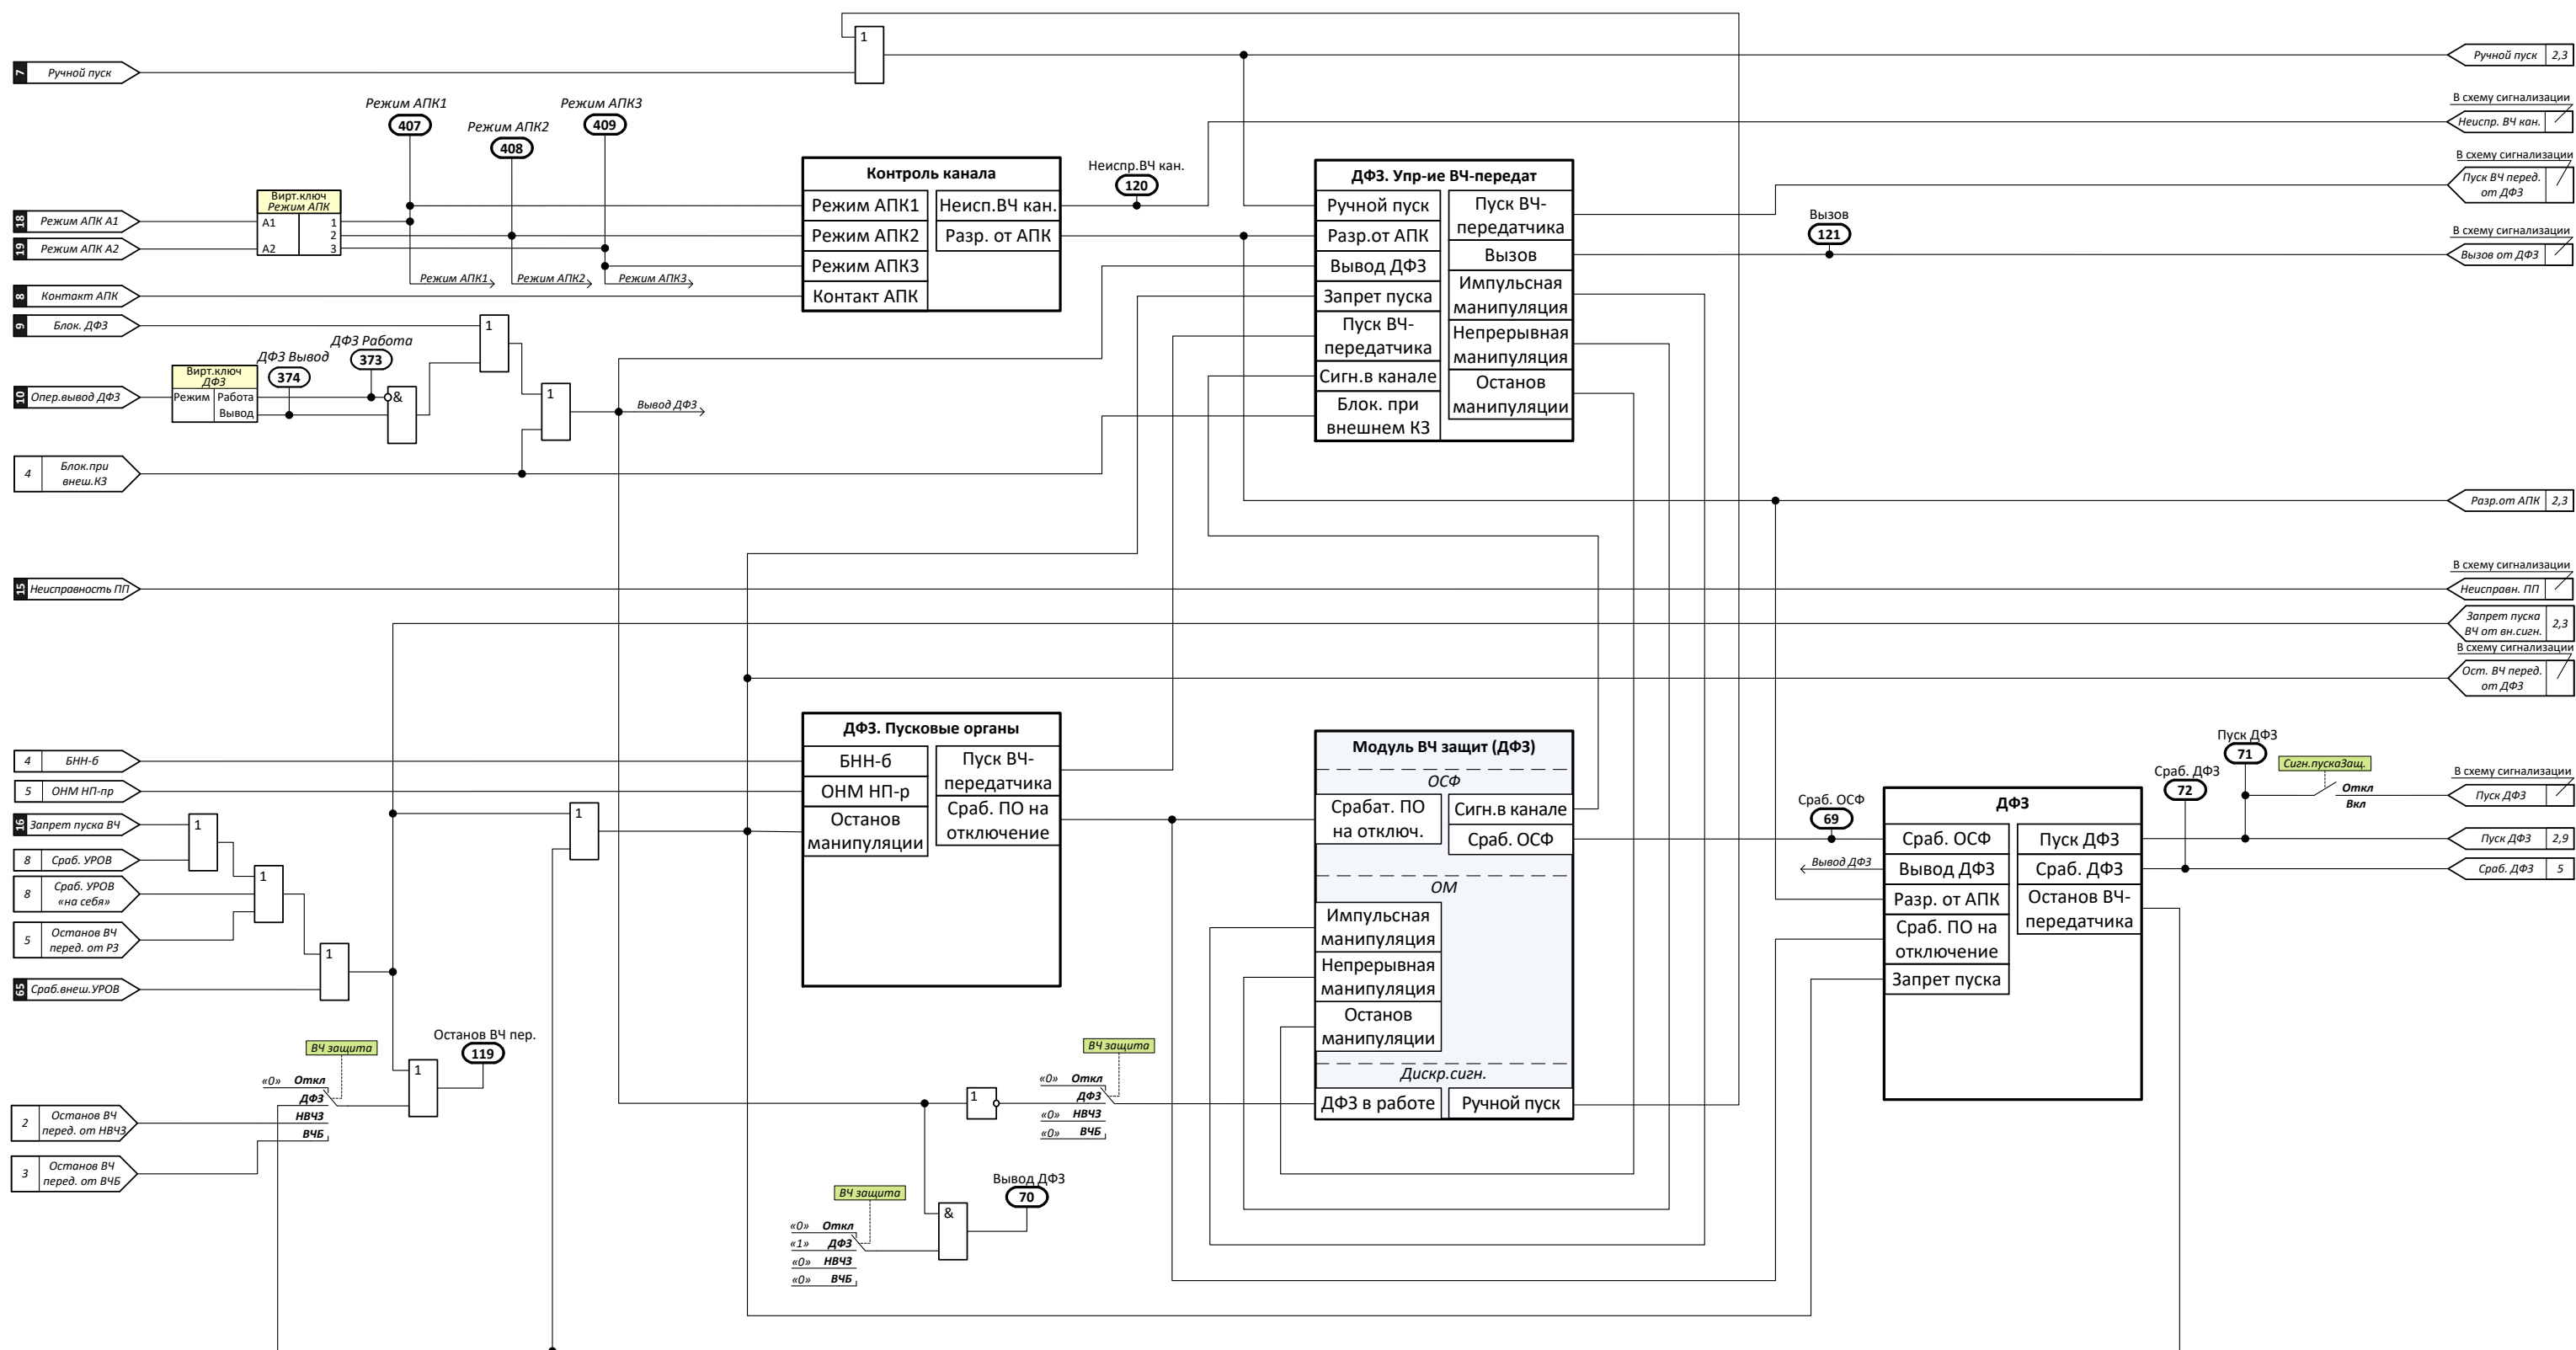 1
7 Ручной пуск
Ручной пуск 2,3
В схему сигнализации
Неиспр. ВЧ кан.
Режим АПК1
407
Режим АПК2
408
Режим АПК3
409
Вирт.ключ
Режим АПК
A1 1
2
A2 3
18 Режим АПК А1
19 Режим АПК А2
Режим АПК1
Режим АПК2
Режим АПК3
8 Контакт АПК
Контроль канала
Режим АПК1
Режим АПК2
Режим АПК3
Контакт АПК
Неисп.ВЧ кан.
Разр. от АПК
Неиспр.ВЧ кан.
120
ДФЗ. Упр-ие ВЧ-передат
Ручной пуск
Разр.от АПК
Вывод ДФЗ
Запрет пуска
Пуск ВЧ-
передатчика
Сигн.в канале
Блок. при
внешнем КЗ
Пуск ВЧ-
передатчика
Вызов
Импульсная
манипуляция
Непрерывная
манипуляция
Останов
манипуляции
Вызов
121
В схему сигнализации
Пуск ВЧ перед.
от ДФЗ
В схему сигнализации
Вызов от ДФЗ
9 Блок. ДФЗ
1
ДФЗ Работа
373
ДФЗ Вывод
374
Вирт.ключ
ДФЗ
Режим Работа
Вывод
10 Опер.вывод ДФЗ
&
1
Вывод ДФЗ
4 Блок.при
внеш.КЗ
Разр.от АПК 2,3
15 Неисправность ПП
В схему сигнализации
Неисправн. ПП
Запрет пуска
ВЧ от вн.сигн. 2,3
В схему сигнализации
Ост. ВЧ перед.
от ДФЗ
4 БНН-б
5 ОНМ НП-пр
16 Запрет пуска ВЧ
1
8 Сраб. УРОВ
8 Сраб. УРОВ
«на себя»
1
5 Останов ВЧ
перед. от РЗ
1
65 Сраб.внеш.УРОВ
1
ДФЗ. Пусковые органы
БНН-б
ОНМ НП-р
Останов
манипуляции
Пуск ВЧ-
передатчика
Сраб. ПО на
отключение
Модуль ВЧ защит (ДФЗ)
ОСФ
Срабат. ПО
на отключ.
Сигн.в канале
Сраб. ОСФ
ОМ
Импульсная
манипуляция
Непрерывная
манипуляция
Останов
манипуляции
Дискр.сигн.
ДФЗ в работе
Ручной пуск
Сраб. ОСФ
69
Вывод ДФЗ
ДФЗ
Сраб. ОСФ
Вывод ДФЗ
Разр. от АПК
Сраб. ПО на
отключение
Запрет пуска
Пуск ДФЗ
Сраб. ДФЗ
Останов ВЧ-
передатчика
Сраб. ДФЗ
72
Пуск ДФЗ
71
Сигн.пускаЗащ.
Откл
Вкл
В схему сигнализации
Пуск ДФЗ
Пуск ДФЗ 2,9
Сраб. ДФЗ 5
Останов ВЧ пер.
119
ВЧ защита
«0» Откл
ДФЗ
НВЧЗ
ВЧБ
1
2 Останов ВЧ
перед. от НВЧЗ
3 Останов ВЧ
перед. от ВЧБ
1
ВЧ защита
«0» Откл
ДФЗ
«0» НВЧЗ
«0» ВЧБ
Вывод ДФЗ
70
ВЧ защита
«0» Откл
«1» ДФЗ
«0» НВЧЗ
«0» ВЧБ
&